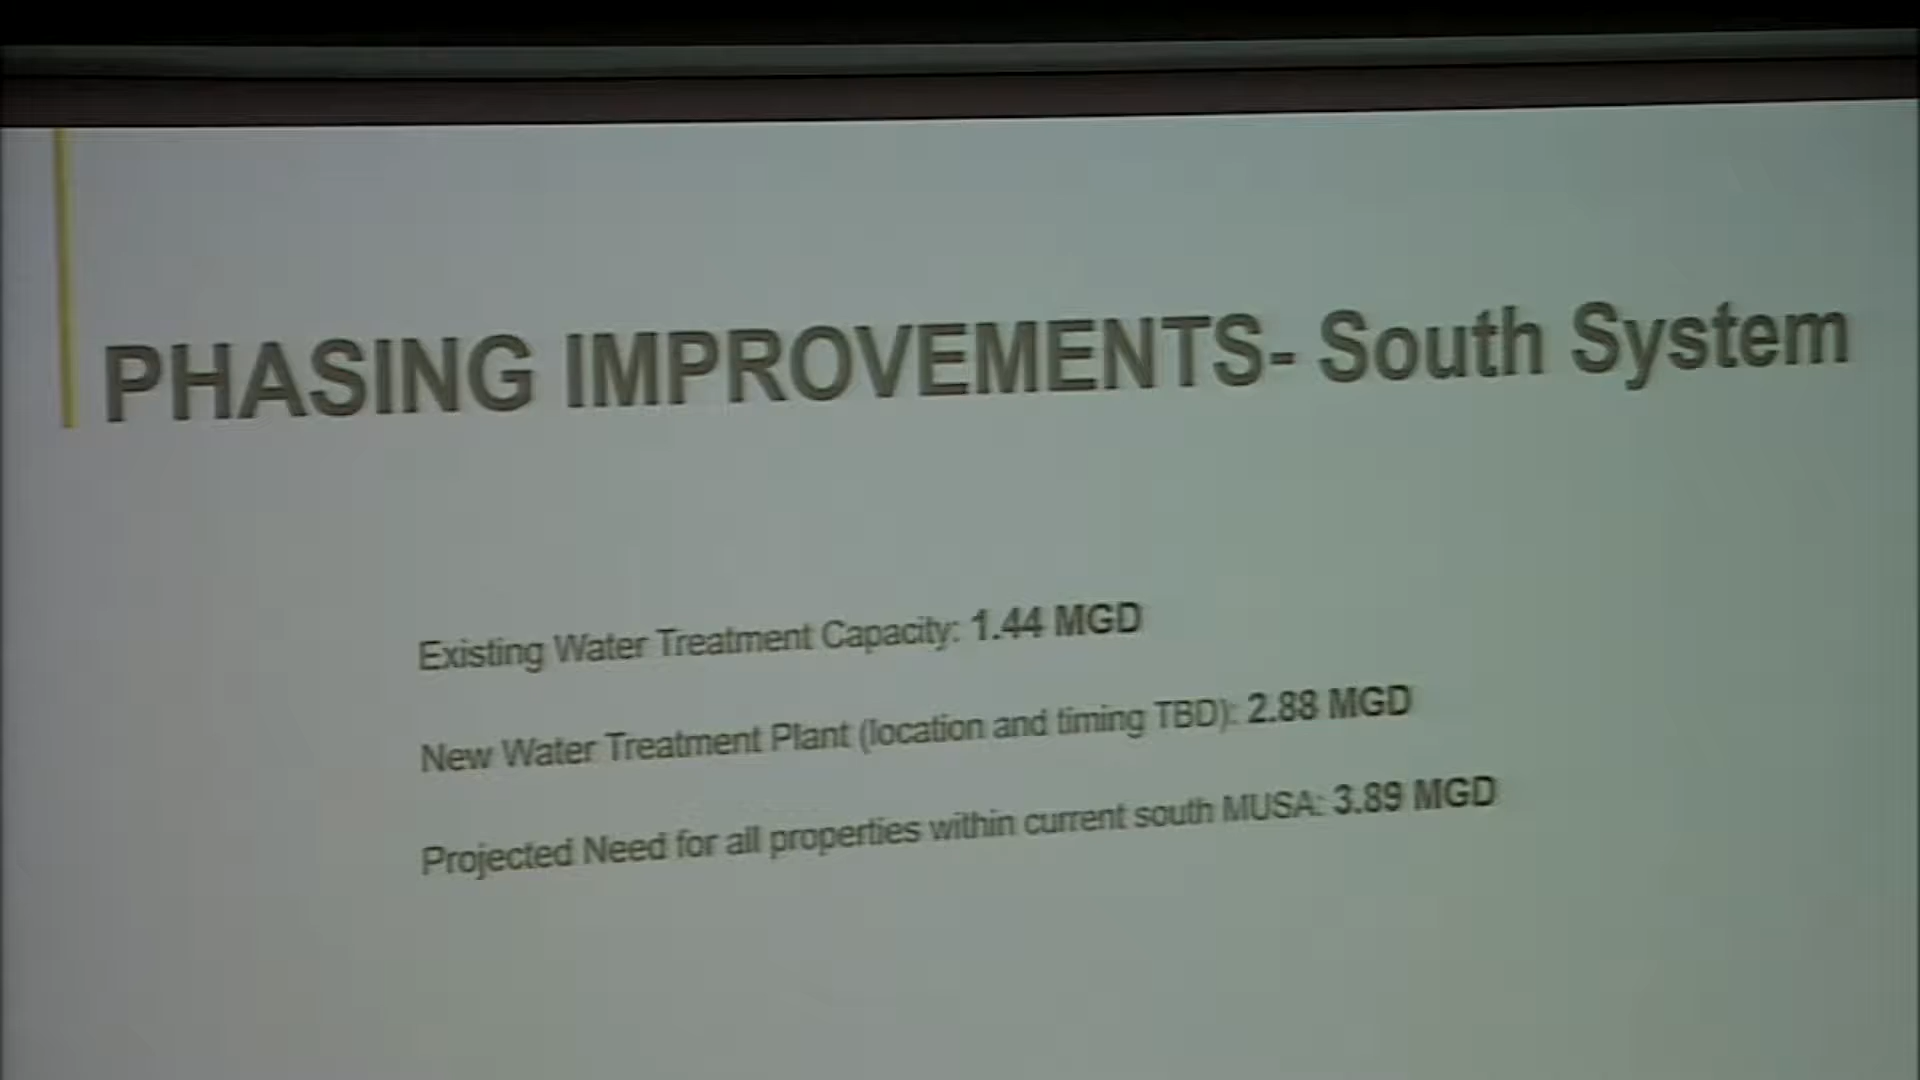 PHASING IMPROVEMENTS- South System
Existing Water Treatment Capacity: 1.44 MGD
New Water Treatment Plant (location and timing TBD): 2.88 MGD
Projected Need for all properties within current south MUSA: 3.89 MGD